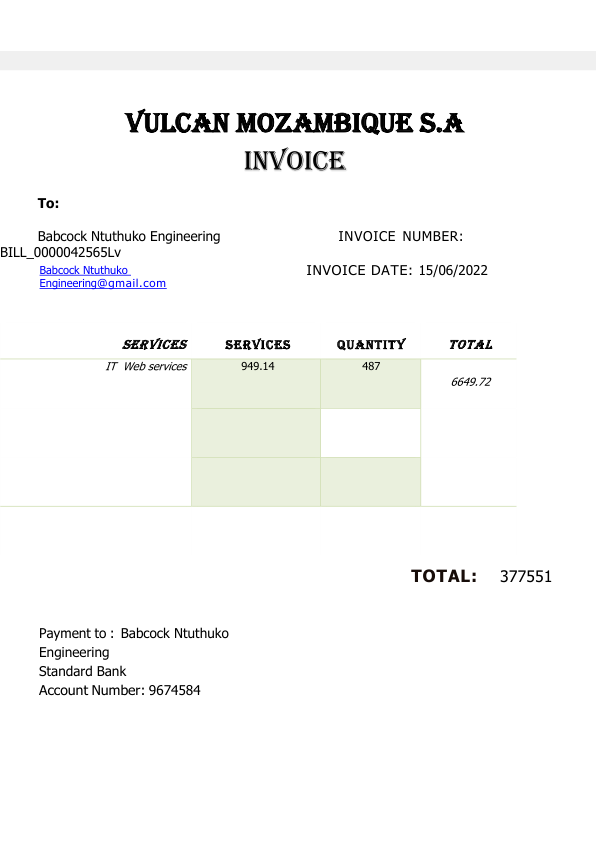 VULCAN MOZAMBIQUE S.A
INVOICE
To:
Babcock Ntuthuko Engineering INVOICE NUMBER:
BILL_0000042565Lv
Babcock Ntuthuko
Engineering@gmail.com
INVOICE DATE: 15/06/2022
SERVICES SERVICES QUANTITY TOTAL
IT Web services 949.14 487
6649.72
TOTAL: 377551
Payment to : Babcock Ntuthuko
Engineering
Standard Bank
Account Number: 9674584